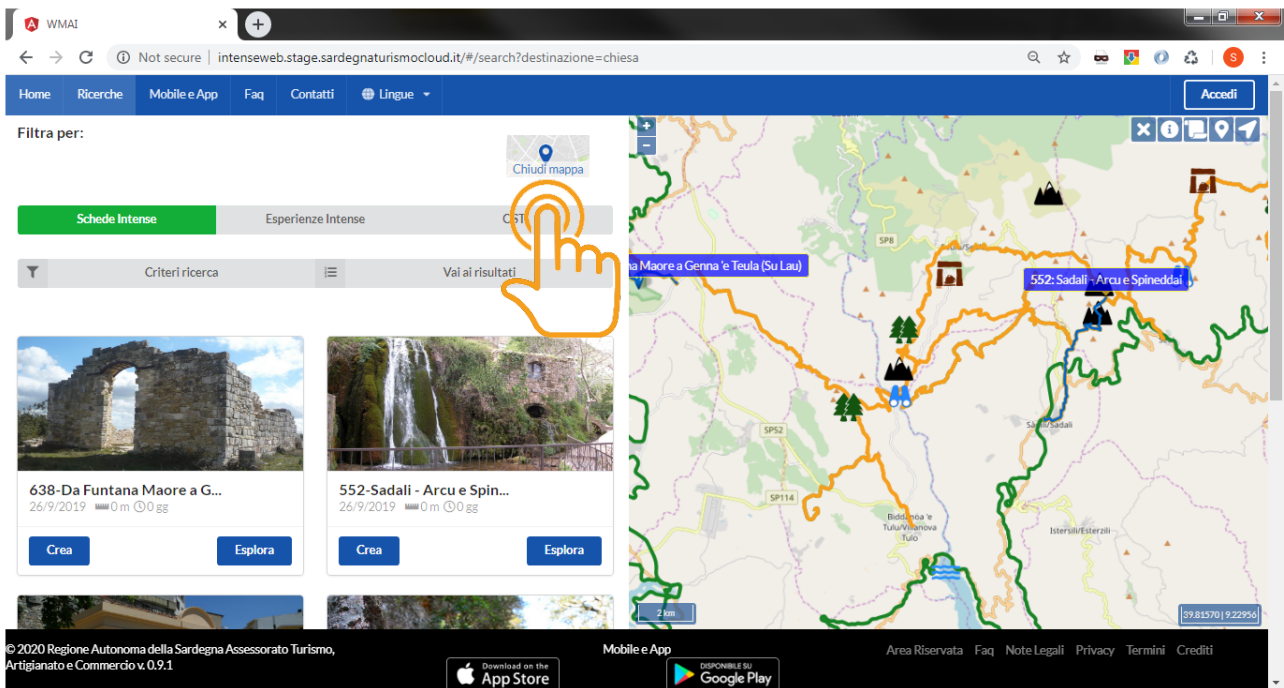 WMAI
Not secure | intenseweb.stage.sardegnaturismocloud.it/#/search?destinazione=chiesa
S
Home Ricerche Mobile e App Faq Contatti Lingue
Accedi
Filtra per:
Chiudi mappa
Schede Intense Esperienze Intense
Criteri ricerca Vai ai risultati
638-Da Funtana Maore a G...
26/9/2019 0 m 0 gg
Crea Esplora
552-Sadali - Arcu e Spin...
26/9/2019 0 m 0 gg
Crea Esplora
SP8
a Maore a Genna 'e Teula (Su Lau)
552: Sadali - Arcu e Spineddai
SP52
SP114
Biddanoa 'e
Tulu/Villanova
Tulo
Istersili/Esterzili
2 km
39.81570 | 9.22956
© 2020 Regione Autonoma della Sardegna Assessorato Turismo,
Artigianato e Commercio v. 0.9.1
Mobile e App
Download on the
App Store
DISPONIBILE SU
Google Play
Area Riservata Faq Note Legali Privacy Termini Crediti